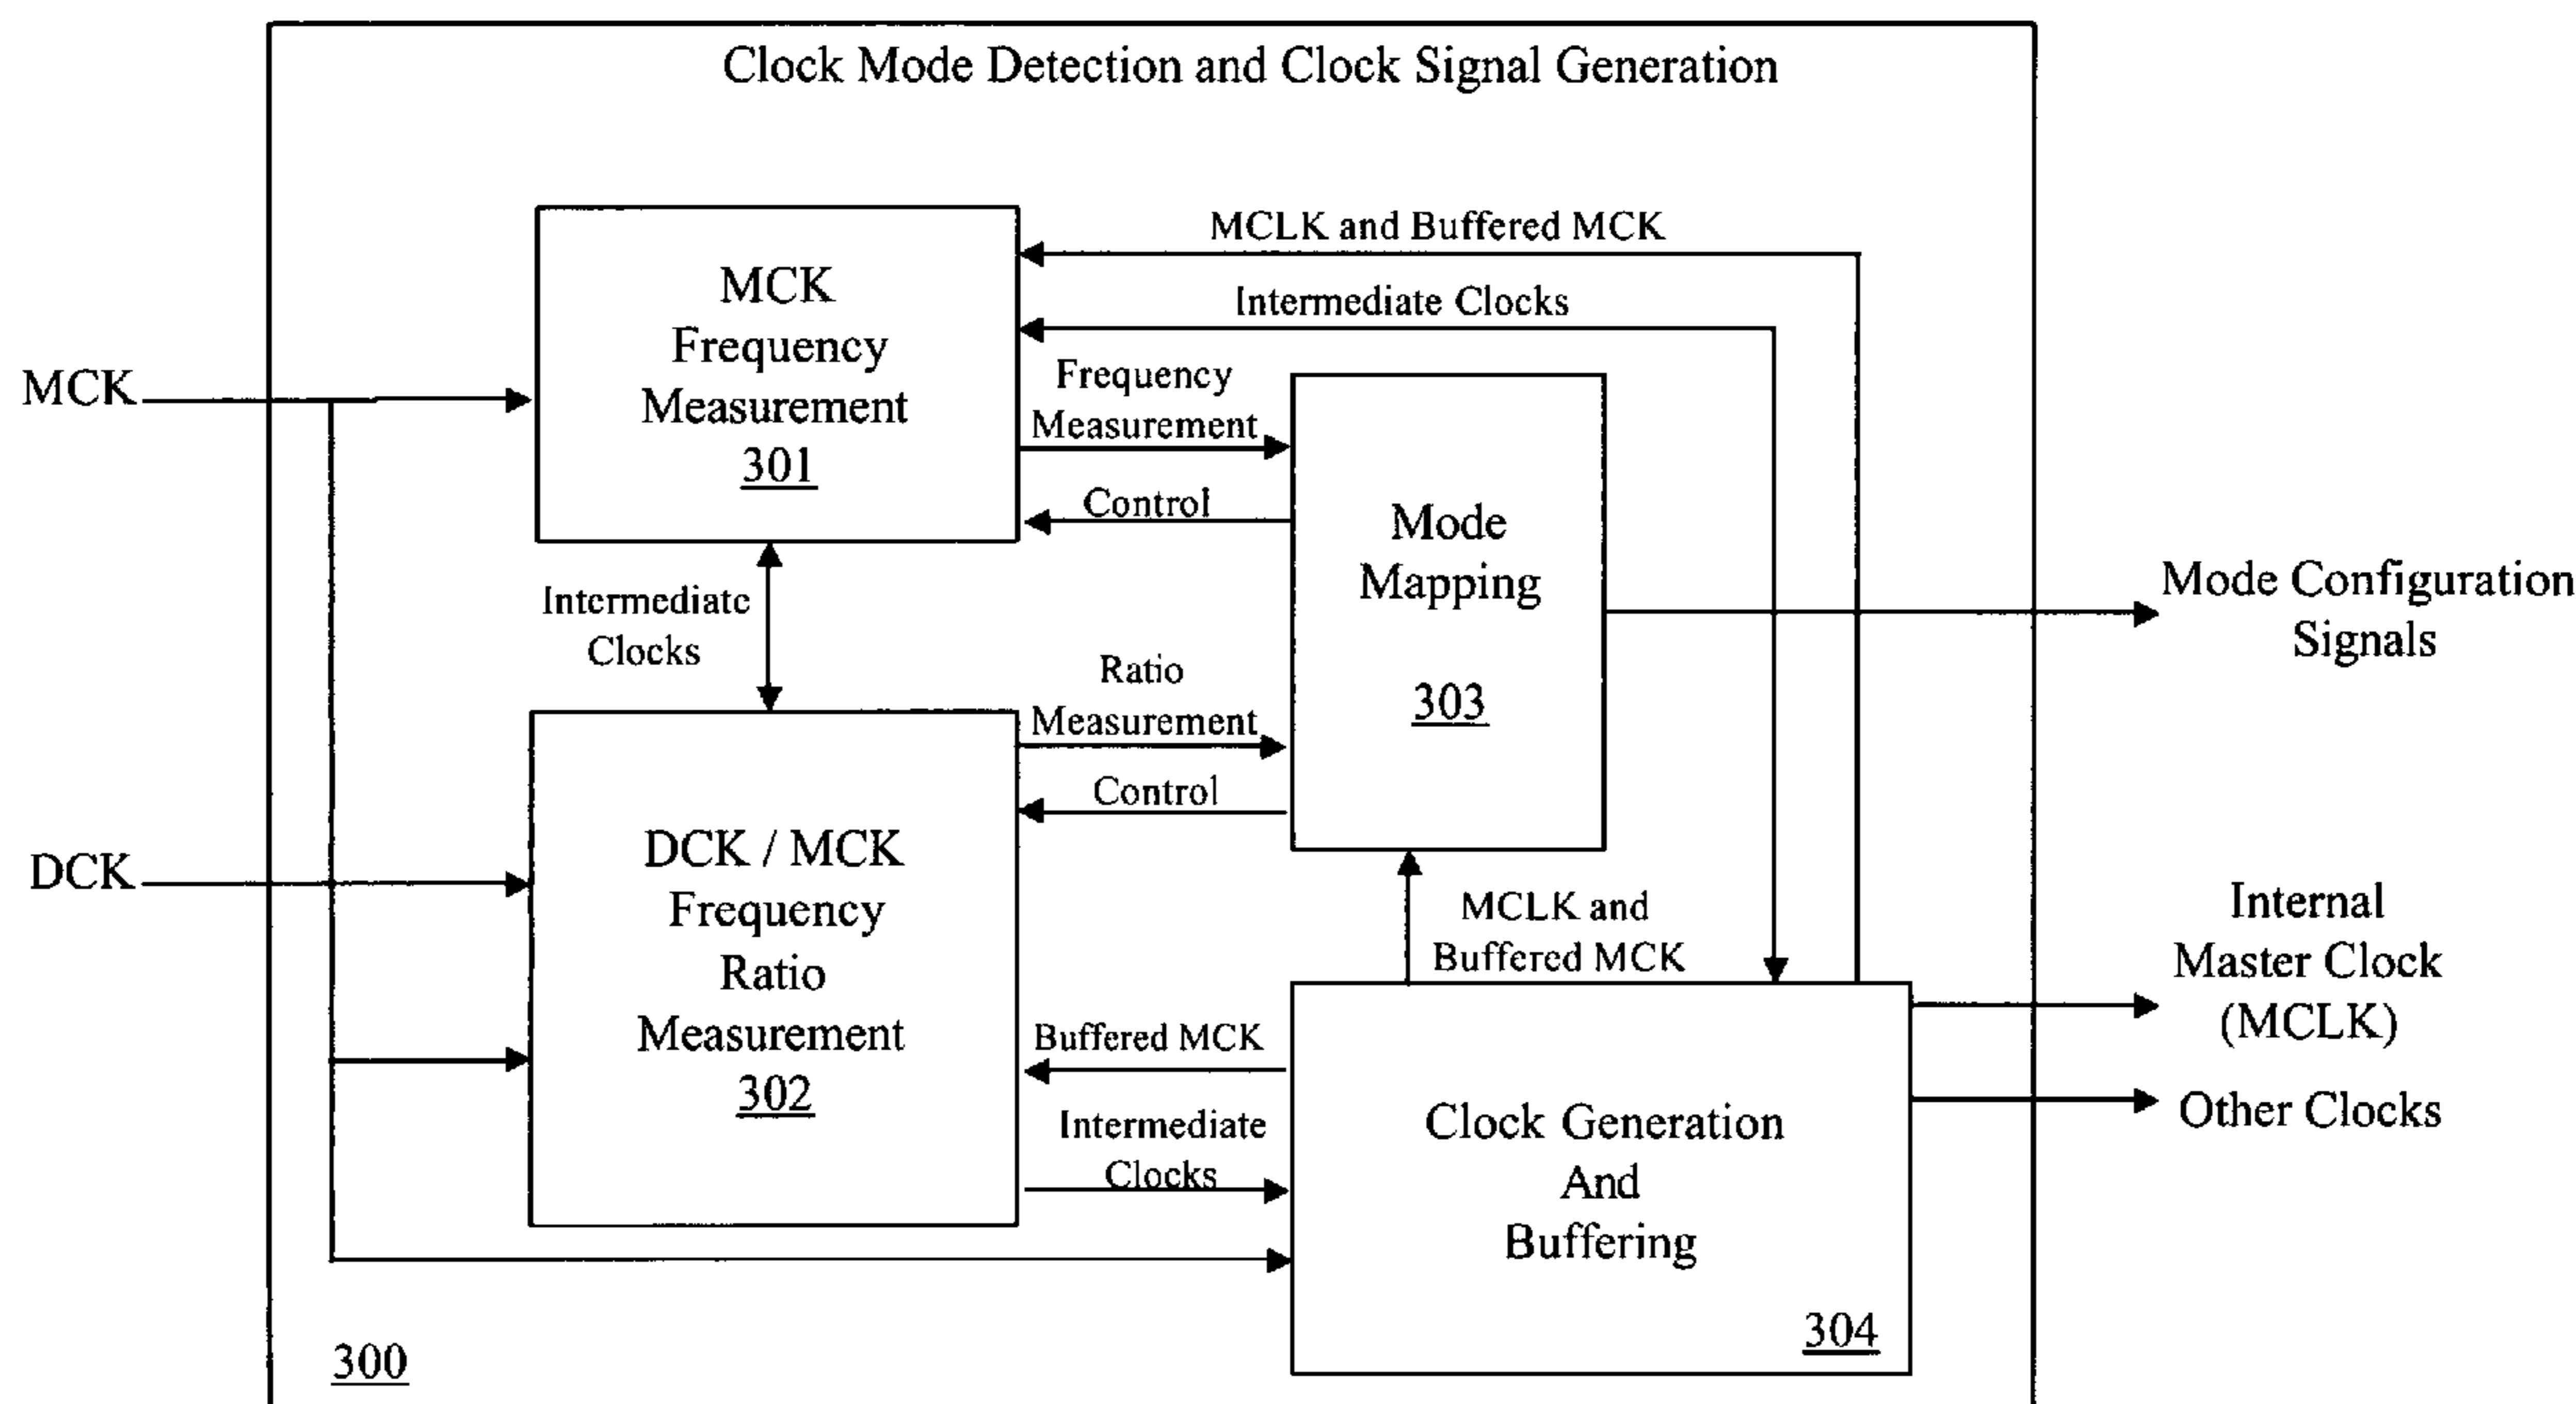 Clock Mode Detection and Clock Signal Generation
MCLK and Buffered MCK
MCK
Frequency
Measurement
301
Intermediate Clocks
MCK
Frequency
Measurement
Control
Mode
Mapping
303
Mode Configuration
Signals
Intermediate
Clocks
Ratio
Measurement
Control
DCK
DCK / MCK
Frequency
Ratio
Measurement
302
MCLK and
Buffered MCK
Internal
Master Clock
(MCLK)
Other Clocks
Buffered MCK
Intermediate
Clocks
Clock Generation
And
Buffering
304
300